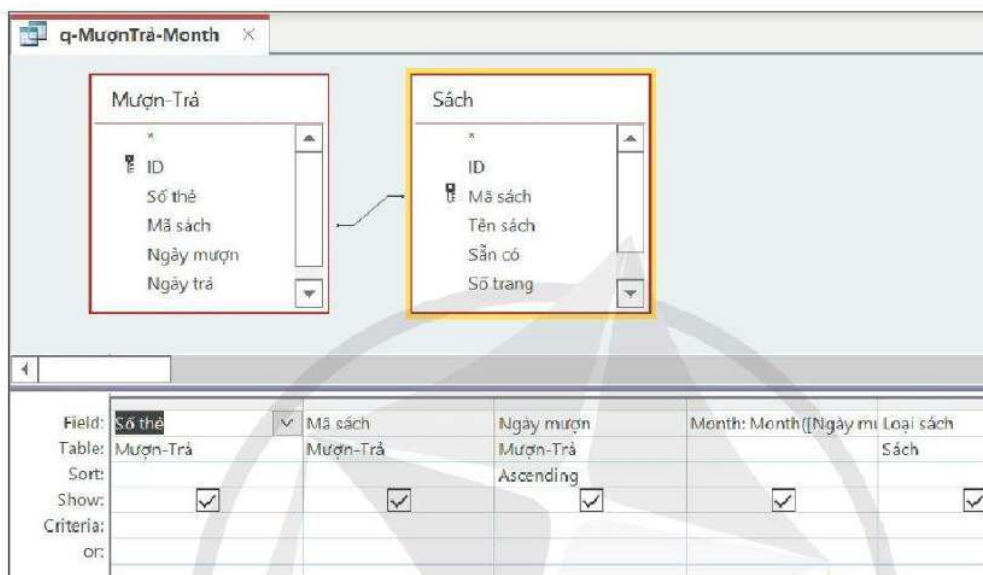 q-MượnTrả-Month
Mượn-Trả
*
ID
Số thẻ
Mã sách
Ngày mượn
Ngày trả
Sách
*
ID
Mã sách
Tên sách
Sẵn có
Số trang
Field: Số thẻ Mã sách Ngày mượn Month: Month([Ngày mư Loại sách
Table: Mượn-Trả Mượn-Trả Mượn-Trả Sách
Sort: Ascending
Show:
Criteria:
or: